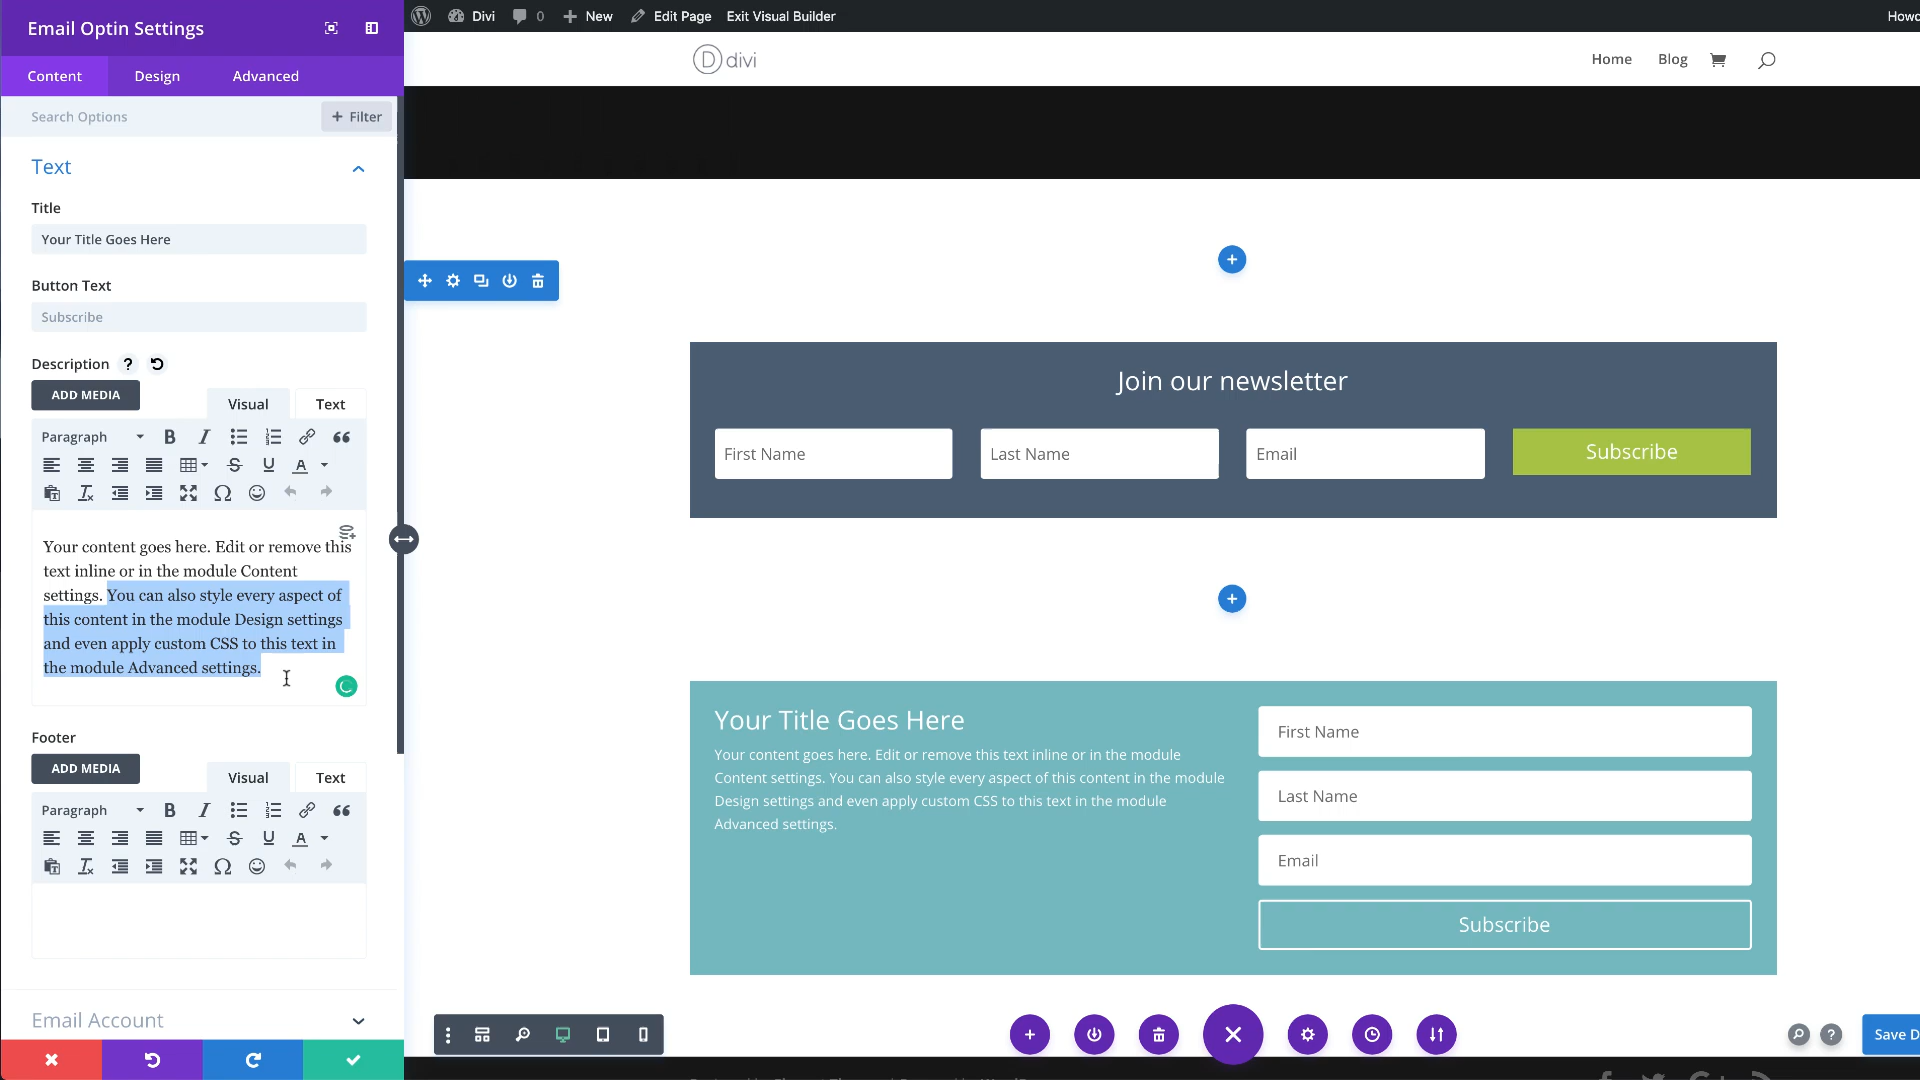 Email Optin Settings
Divi
0
New
Edit Page
Exit Visual Builder
Content
Design
Advanced
D divi
Home
Blog
Search Options
+ Filter
Text
Title
Your Title Goes Here
Button Text
Subscribe
Description
ADD MEDIA
Visual
Text
Paragraph
Your content goes here. Edit or remove this
text inline or in the module Content
settings. You can also style every aspect of
this content in the module Design settings
and even apply custom CSS to this text in
the module Advanced settings.
Footer
ADD MEDIA
Visual
Text
Paragraph
Email Account
Join our newsletter
First Name
Last Name
Email
Subscribe
Your Title Goes Here
Your content goes here. Edit or remove this text inline or in the module
Content settings. You can also style every aspect of this content in the module
Design settings and even apply custom CSS to this text in the module
Advanced settings.
First Name
Last Name
Email
Subscribe
Save D